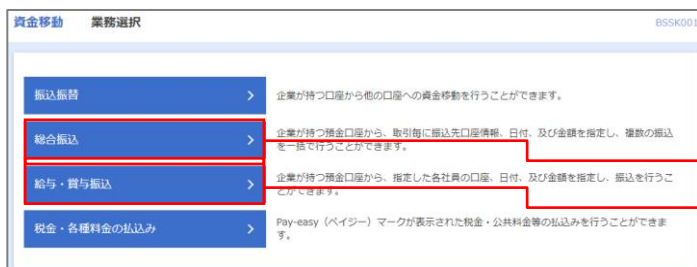 資金移動 業務選択 BSSK001
振込振替
企業が持つ口座から他の口座への資金移動を行うことができます。
総合振込
企業が持つ預金口座から、取引毎に振込先口座情報、日付、及び金額を指定し、複数の振込
を一括で行うことができます。
給与・賞与振込
企業が持つ預金口座から、指定した各社員の口座、日付、及び金額を指定し、振込を行うこ
とができます。
税金・各種料金の払込み
Pay-easy（ペイジー）マークが表示された税金・公共料金等の払込みを行うことができま
す。